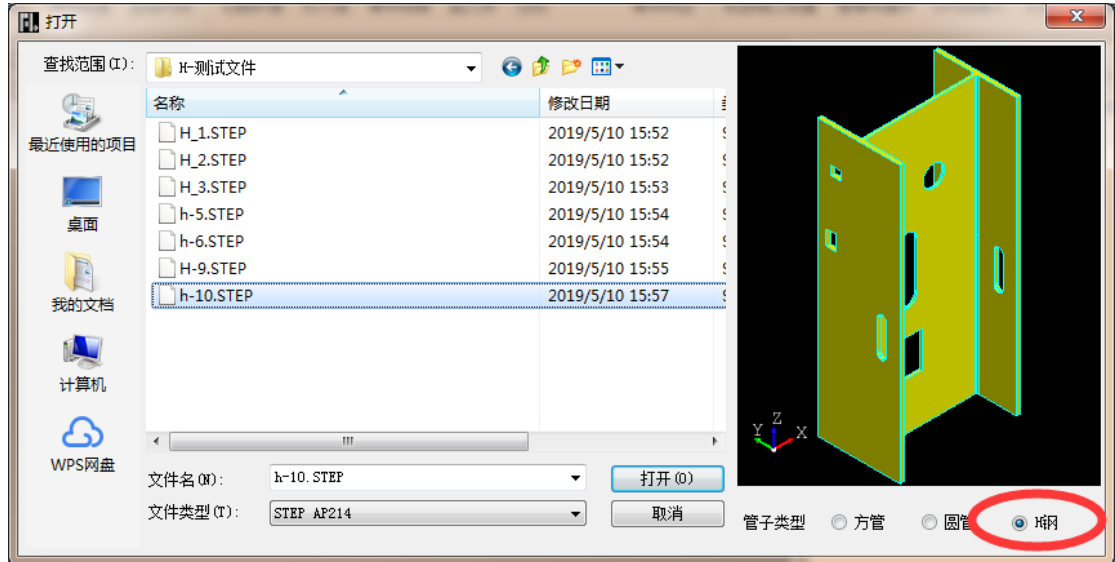 打开
查找范围(I):
H-测试文件
名称
修改日期
H_1.STEP
2019/5/10 15:52
H_2.STEP
2019/5/10 15:52
H_3.STEP
2019/5/10 15:53
h-5.STEP
2019/5/10 15:54
h-6.STEP
2019/5/10 15:54
H-9.STEP
2019/5/10 15:55
h-10.STEP
2019/5/10 15:57
最近使用的项目
桌面
我的文档
计算机
WPS网盘
Z
Y
X
文件名(N):
h-10.STEP
打开(O)
文件类型(T):
STEP AP214
取消
管子类型
方管
圆管
H钢